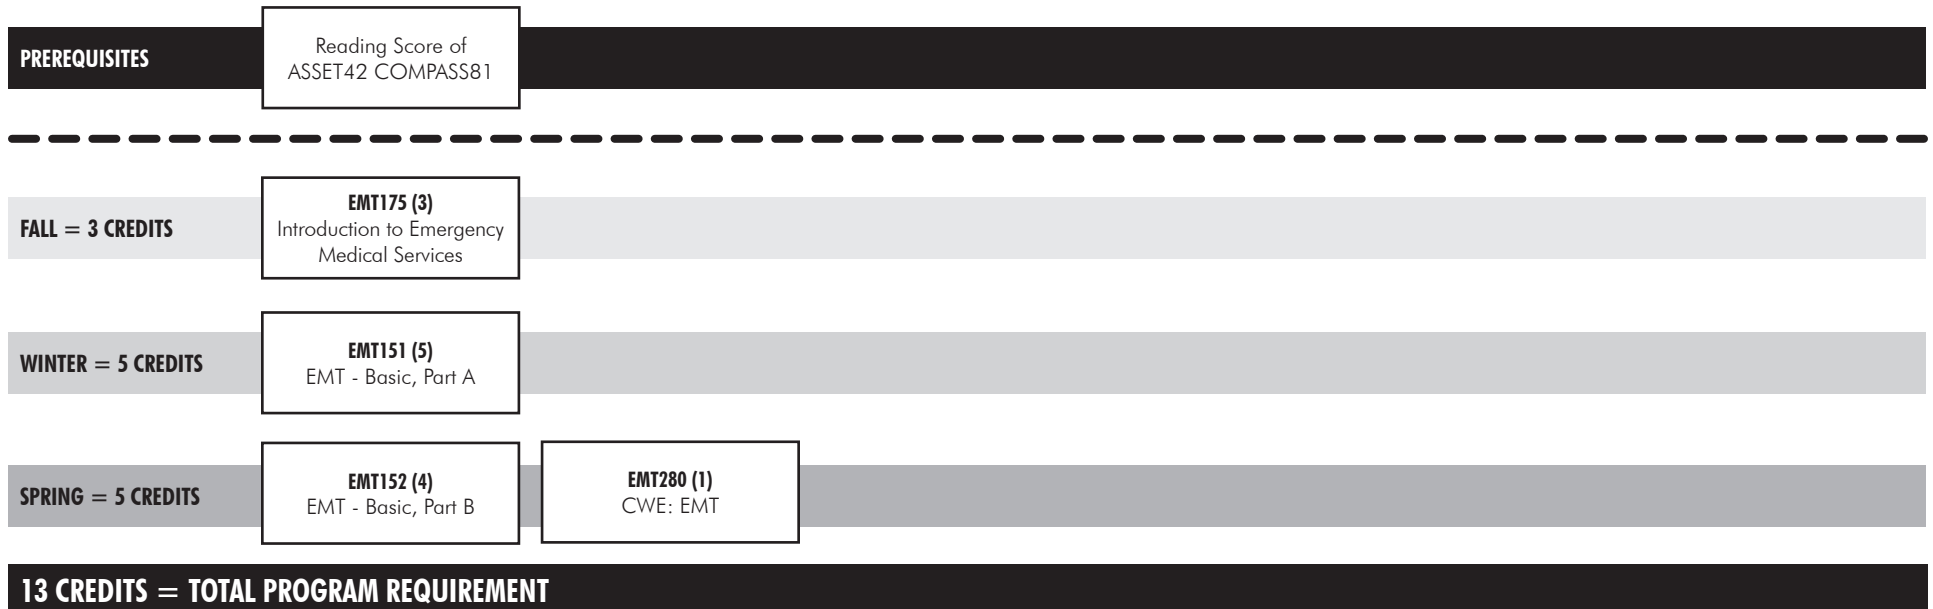 PREREQUISITES
Reading Score of
ASSET42 COMPASS81
FALL = 3 CREDITS
EMT175 (3)
Introduction to Emergency
Medical Services
WINTER = 5 CREDITS
EMT151 (5)
EMT - Basic, Part A
SPRING = 5 CREDITS
EMT152 (4)
EMT - Basic, Part B
EMT280 (1)
CWE: EMT
13 CREDITS = TOTAL PROGRAM REQUIREMENT